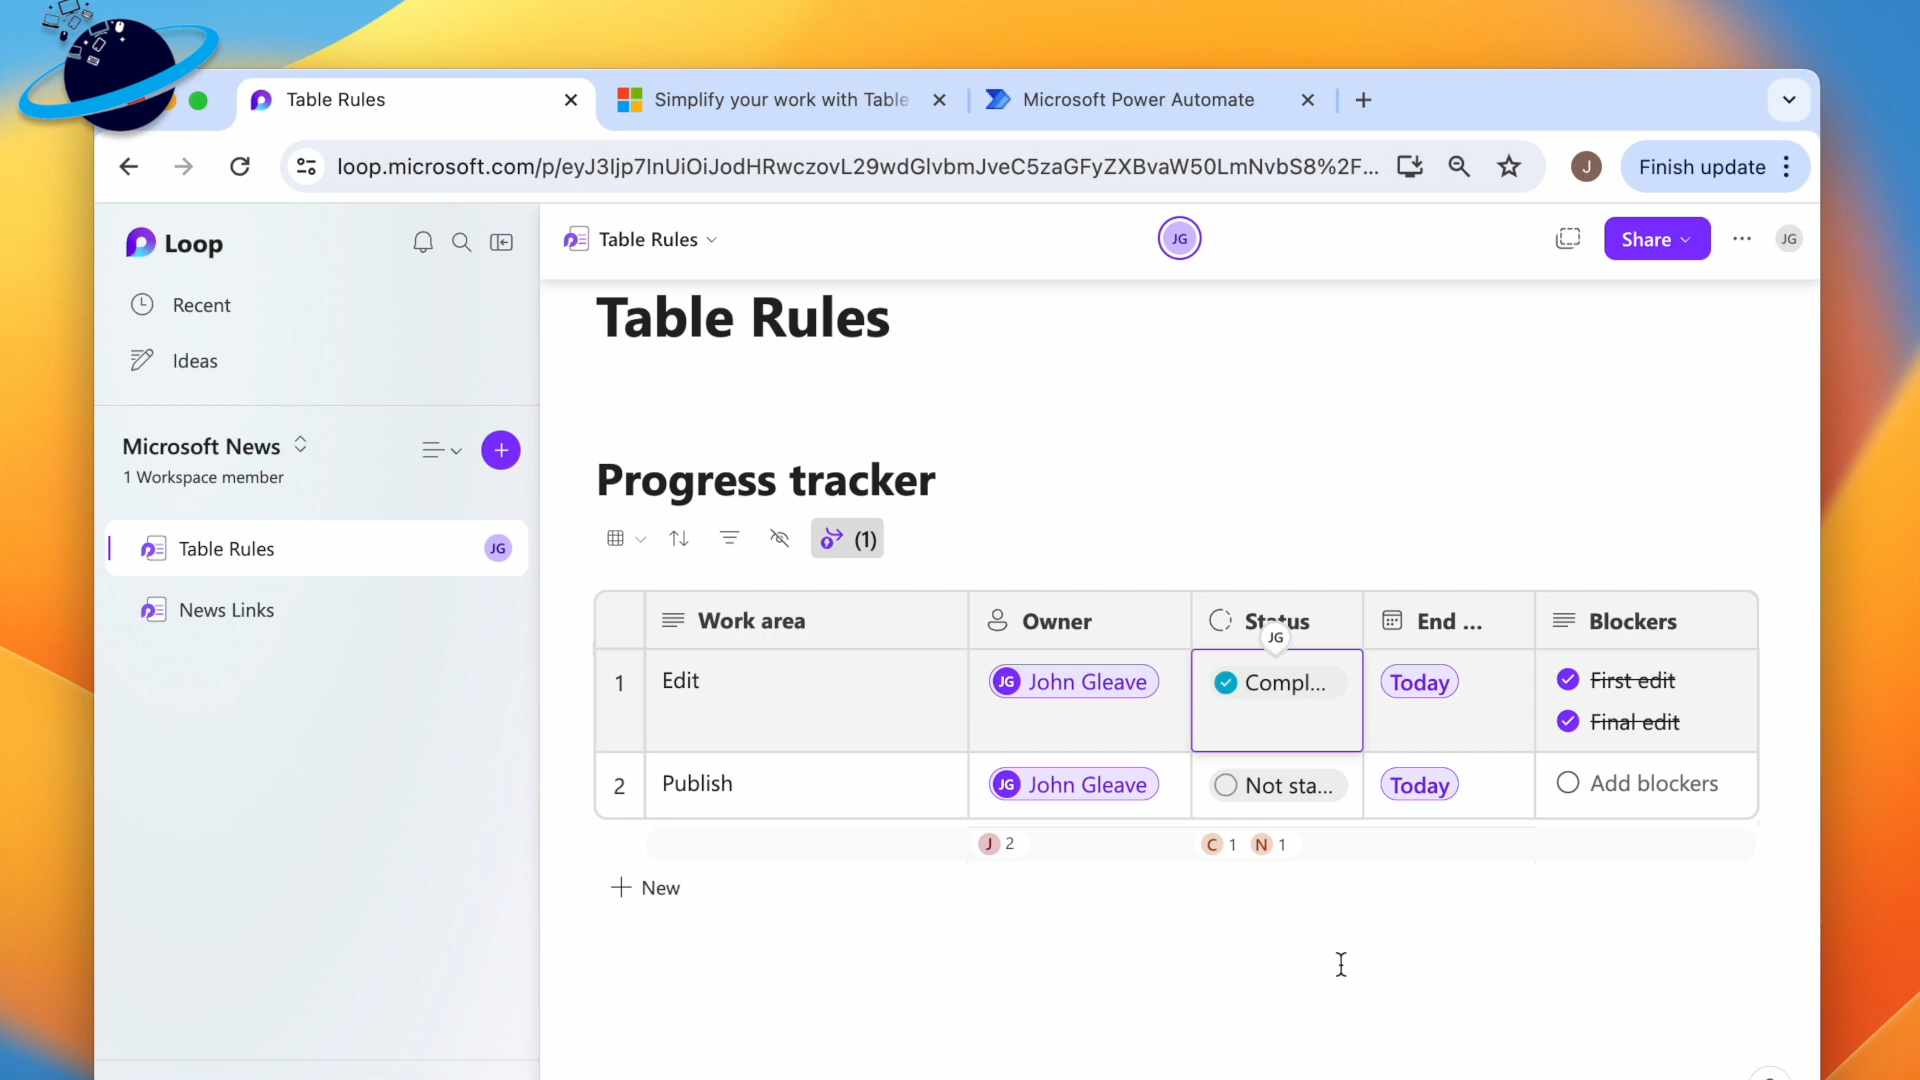 Table Rules
Simplify your work with Table
Microsoft Power Automate
loop.microsoft.com/p/eyJ3Ijp7InUiOiJodHRwczovL29wdGlvbmJveC5zaGFyZXBvaW50LmNvbS8%2F...
J
Finish update
Loop
Table Rules
JG
Share
JG
Recent
Ideas
Table Rules
Microsoft News
1 Workspace member
Progress tracker
(1)
Table Rules
JG
News Links
Work area
Owner
Status
End ...
Blockers
JG
1
Edit
JG John Gleave
Compl...
Today
First edit
Final edit
2
Publish
JG John Gleave
Not sta...
Today
Add blockers
J 2
C 1 N 1
New